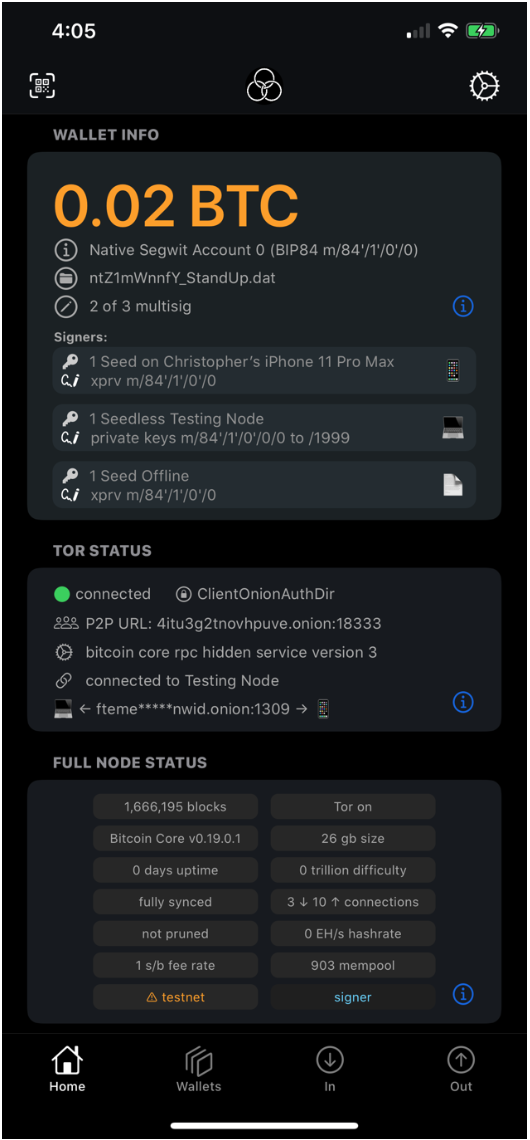 4:05
WALLET INFO
0.02 BTC
Native Segwit Account 0 (BIP84 m/84'/1'/0'/0)
ntZ1mWnnfY_StandUp.dat
2 of 3 multisig
Signers:
1 Seed on Christopher’s iPhone 11 Pro Max
xprv m/84'/1'/0'/0
1 Seedless Testing Node
private keys m/84'/1'/0'/0/0 to /1999
1 Seed Offline
xprv m/84'/1'/0'/0
TOR STATUS
connected ClientOnionAuthDir
P2P URL: 4itu3g2tnovhpuve.onion:18333
bitcoin core rpc hidden service version 3
connected to Testing Node
← fteme*****nwid.onion:1309 →
FULL NODE STATUS
1,666,195 blocks Tor on
Bitcoin Core v0.19.0.1 26 gb size
0 days uptime 0 trillion difficulty
fully synced 3 ↓ 10 ↑ connections
not pruned 0 EH/s hashrate
1 s/b fee rate 903 mempool
⚠ testnet signer
Home Wallets In Out